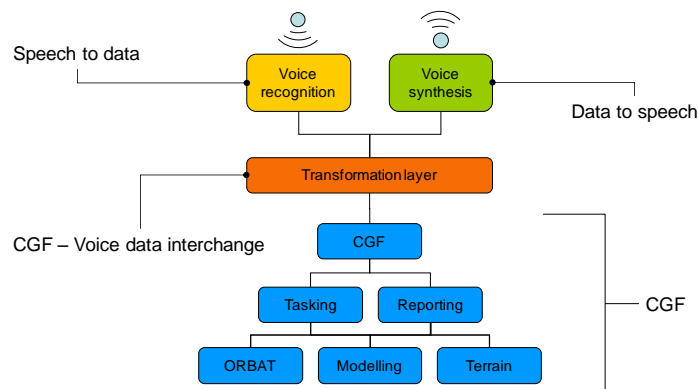 Speech to data
Voice
recognition
Voice
synthesis
Data to speech
Transformation layer
CGF – Voice data interchange
CGF
Tasking
Reporting
CGF
ORBAT
Modelling
Terrain